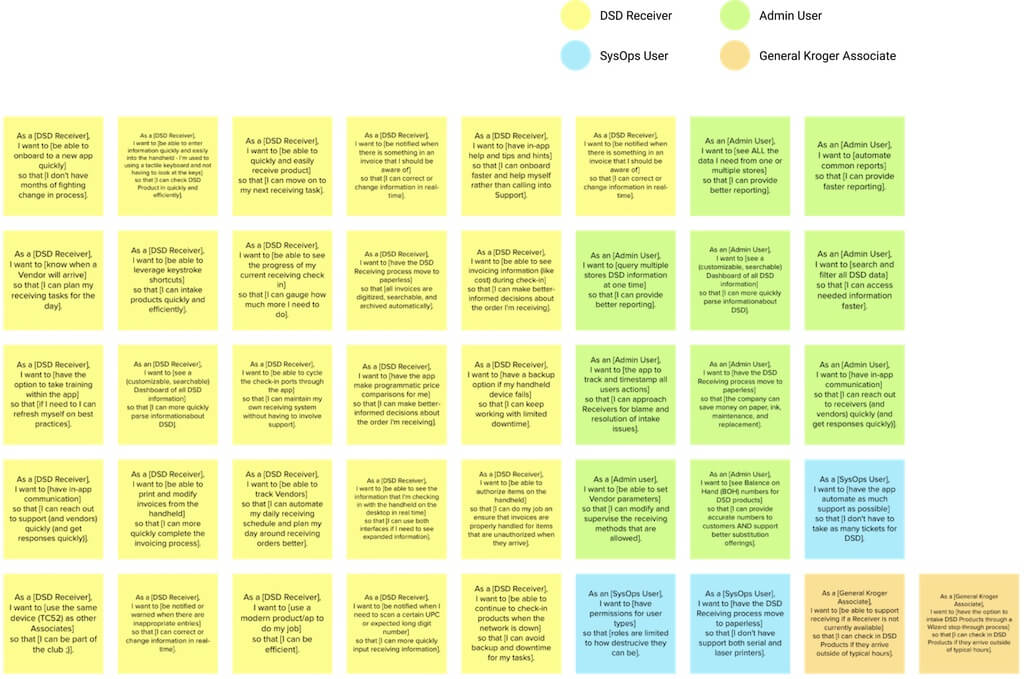 DSD Receiver
Admin User
SysOps User
General Kroger Associate
As a [DSD Receiver],
I want to [be able to
onboard to a new app
quickly]
so that [I don't have
months of fighting
change in process].
As a [DSD Receiver],
I want to [be able to enter
information quickly and easily
into the handheld - I'm used to
using a tactile keyboard and not
having to look at the keys]
so that [I can check DSD
Product in quickly and
efficiently].
As a [DSD Receiver],
I want to [be able to
quickly and easily
receive product]
so that [I can move on to
my next receiving task].
As a [DSD Receiver],
I want to [be notified
when there is something in
an invoice that I should be
aware of]
so that [I can correct or
change information in real-
time].
As a [DSD Receiver],
I want to [have in-app
help and tips and hints]
so that [I can onboard
faster and help myself
rather than calling into
Support].
As a [DSD Receiver],
I want to [be notified when
there is something in an
invoice that I should be
aware of]
so that [I can correct or
change information in real-
time].
As an [Admin User],
I want to [see ALL the
data I need from one or
multiple stores]
so that [I can provide
better reporting].
As an [Admin User],
I want to [automate
common reports]
so that [I can provide
faster reporting].
As a [DSD Receiver],
I want to [know when a
Vendor will arrive]
so that [I can plan my
receiving tasks for the
day].
As a [DSD Receiver],
I want to [be able to
leverage keystroke
shortcuts]
so that [I can intake
products quickly and
efficiently].
As a [DSD Receiver],
I want to [be able to see
the progress of my
current receiving check
in]
so that [I can gauge how
much more I need to
do].
As a [DSD Receiver],
I want to [have the DSD
Receiving process move to
paperless]
so that [all invoices are
digitized, searchable, and
archived automatically].
As a [DSD Receiver],
I want to [be able to see
invoicing information (like
cost) during check-in]
so that [I can make better-
informed decisions about
the order I'm receiving].
As an [Admin User],
I want to [query multiple
stores DSD information
at one time]
so that [I can provide
better reporting].
As an [Admin User],
I want to [see a
(customizable, searchable)
Dashboard of all DSD
information]
so that [I can more quickly
parse informationabout
DSD].
As an [Admin User],
I want to [search and
filter all DSD data]
so that [I can access
needed information
faster].
As a [DSD Receiver],
I want to [have the
option to take training
within the app]
so that [if I need to I can
refresh myself on best
practices].
As an [DSD Receiver],
I want to [see a
(customizable, searchable)
Dashboard of all DSD
information]
so that [I can more quickly
parse informationabout
DSD].
As a [DSD Receiver],
I want to [be able to cycle
the check-in ports through
the app]
so that [I can maintain my
own receiving system
without having to involve
support].
As a [DSD Receiver],
I want to [have the app
make programmatic price
comparisons for me]
so that [I can make better-
informed decisions about
the order I'm receiving].
As a [DSD Receiver],
I want to [have a backup
option if my handheld
device fails]
so that [I can keep
working with limited
downtime].
As an [Admin User],
I want to [the app to
track and timestamp all
users actions]
so that [I can approach
Receivers for blame and
resolution of intake
issues].
As an [Admin User],
I want to [have the DSD
Receiving process move to
paperless]
so that [the company can
save money on paper, ink,
maintenance, and
replacement].
As an [Admin User],
I want to [have in-app
communication]
so that [I can reach out
to receivers (and
vendors) quickly (and
get responses quickly)].
As a [DSD Receiver],
I want to [have in-app
communication]
so that [I can reach out
to support (and vendors)
quickly (and get
responses quickly)].
As a [DSD Receiver],
I want to [be able to
print and modify
invoices from the
handheld]
so that [I can more
quickly complete the
invoicing process].
As a [DSD Receiver],
I want to [be able to
track Vendors]
so that [I can automate
my daily receiving
schedule and plan my
day around receiving
orders better].
As a [DSD Receiver],
I want to [be able to see the
information that I'm checking
in with the handheld on the
desktop in real time]
so that [I can use both
interfaces if I need to see
expanded information].
As a [DSD Receiver],
I want to [be able to
authorize items on the
handheld]
so that [I can do my job an
ensure that invoices are
properly handled for items
that are unauthorized when
they arrive].
As a [Admin user],
I want to [be able to set
Vendor parameters]
so that [I can modify and
supervise the receiving
methods that are
allowed].
As an [Admin User],
I want to [see Balance on
Hand (BOH) numbers for
DSD products]
so that [I can provide
accurate numbers to
customers AND support
better substitution
offerings].
As a [SysOps User],
I want to [have the app
automate as much
support as possible]
so that [I don't have to
take as many tickets for
DSD].
As a [DSD Receiver],
I want to [use the same
device (TC52) as other
Associates]
so that [I can be part of
the club ;)].
As a [DSD Receiver],
I want to [be notified or
warned when there are
inappropriate entries]
so that [I can correct or
change information in real-
time].
As a [DSD Receiver],
I want to [use a
modern product/ap to
do my job]
so that [I can be
efficient].
As a [DSD Receiver],
I want to [be notified when I
need to scan a certain UPC
or expected long digit
number]
so that [I can more quickly
input receiving information].
As a [DSD Receiver],
I want to [be able to
continue to check-in
products when the
network is down]
so that [I can avoid
backup and downtime
for my tasks].
As an [SysOps User],
I want to [have
permissions for user
types]
so that [roles are limited
to how destrucive they
can be].
As a [SysOps User],
I want to [have the DSD
Receiving process move
to paperless]
so that [I don't have
support both serial and
laser printers].
As a [General Kroger
Associate],
I want to [be able to support
receiving if a Receiver is
not currently available]
so that [I can check in DSD
Products if they arrive
outside of typical hours].
As a [General Kroger
Associate],
I want to [have the option to
intake DSD Products through a
Wizard step-through process]
so that [I can check in DSD
Products if they arrive outside
of typical hours].